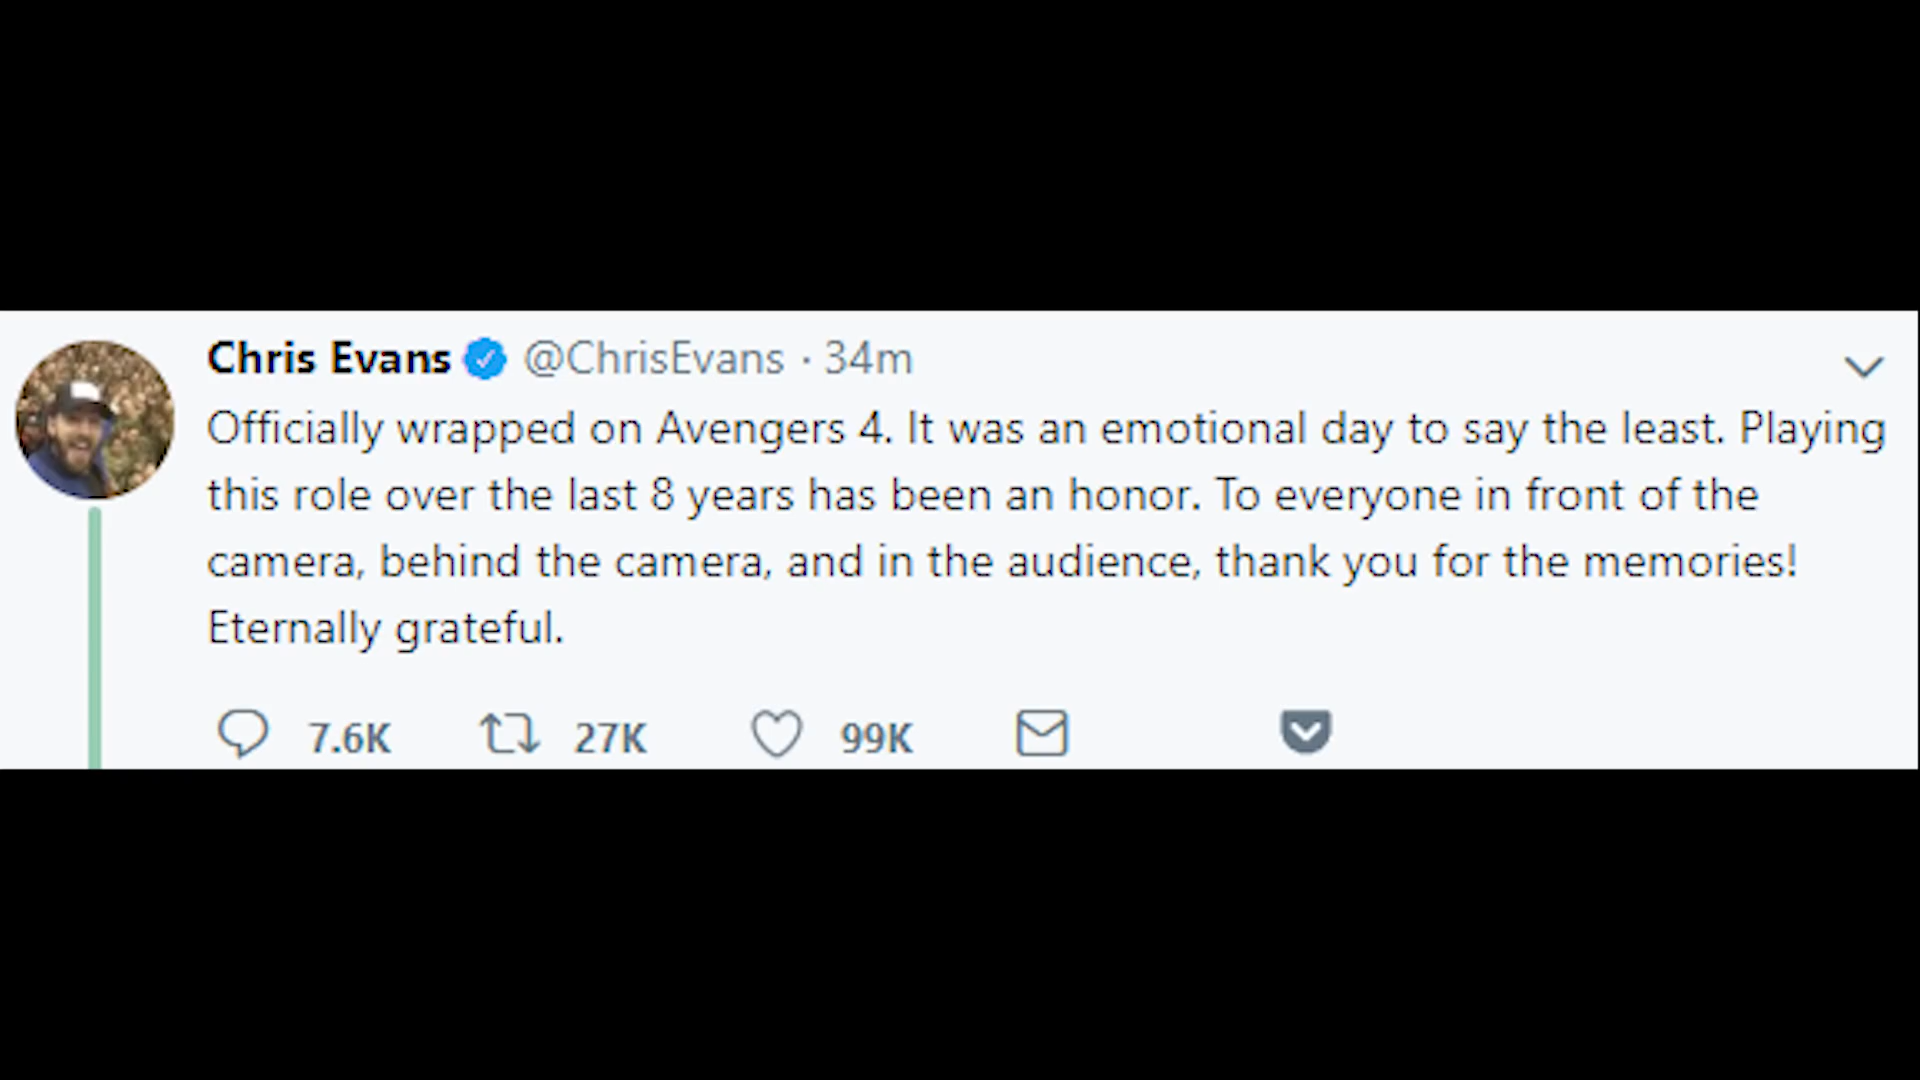 Chris Evans @ChrisEvans · 34m
Officially wrapped on Avengers 4. It was an emotional day to say the least. Playing
this role over the last 8 years has been an honor. To everyone in front of the
camera, behind the camera, and in the audience, thank you for the memories!
Eternally grateful.
7.6K 27K 99K